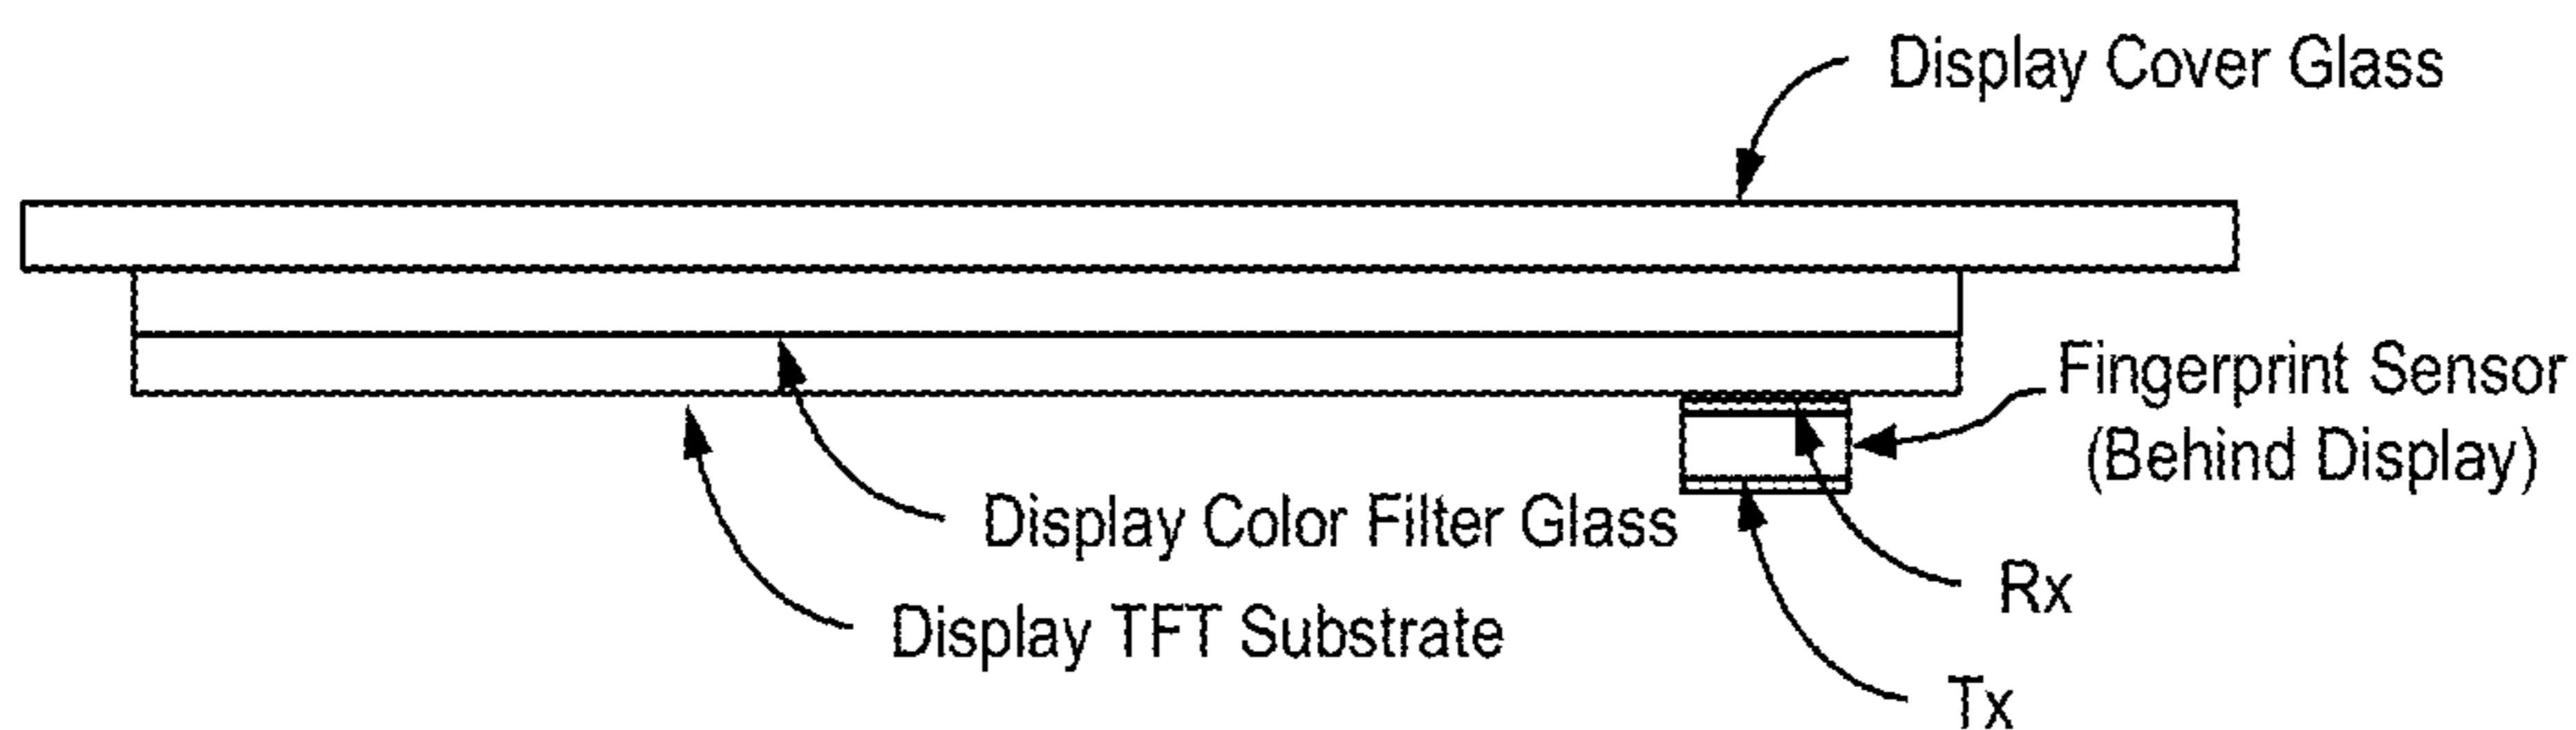 Display Cover Glass
Fingerprint Sensor
(Behind Display)
Display Color Filter Glass
Rx
Display TFT Substrate
Tx